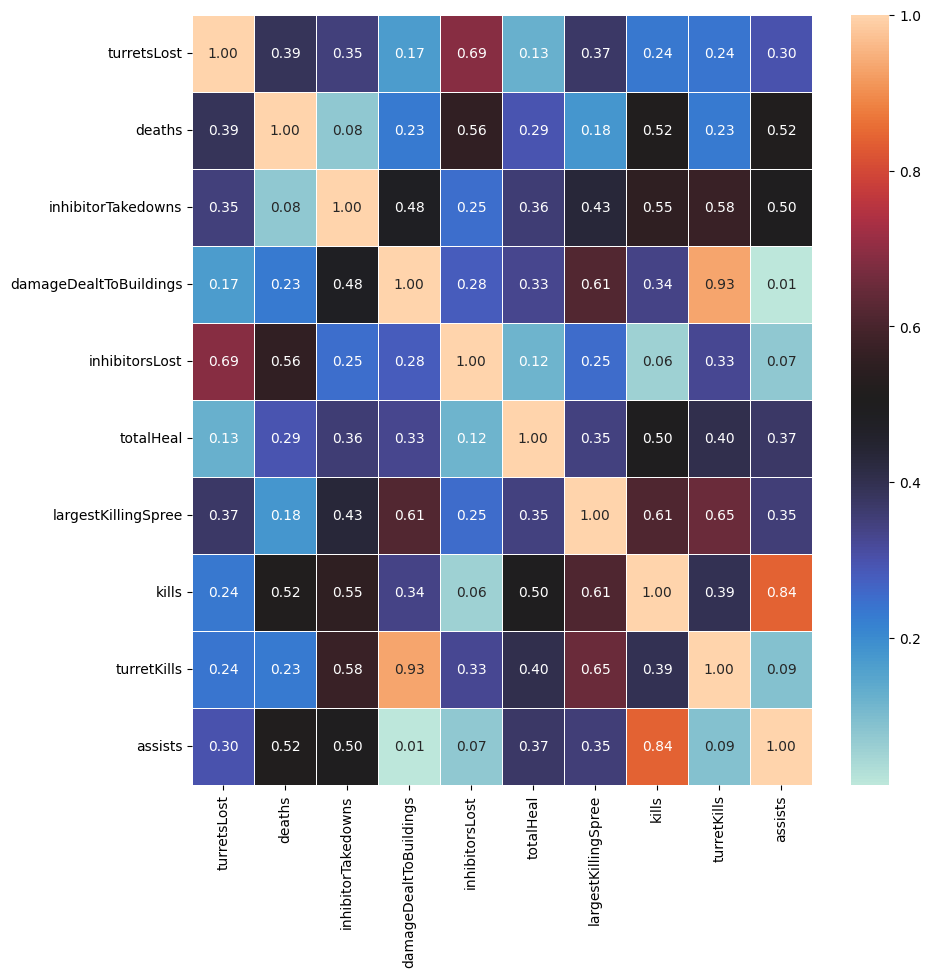 turretsLost 1.00 0.39 0.35 0.17 0.69 0.13 0.37 0.24 0.24 0.30
deaths 0.39 1.00 0.08 0.23 0.56 0.29 0.18 0.52 0.23 0.52
inhibitorTakedowns 0.35 0.08 1.00 0.48 0.25 0.36 0.43 0.55 0.58 0.50
damageDealtToBuildings 0.17 0.23 0.48 1.00 0.28 0.33 0.61 0.34 0.93 0.01
inhibitorsLost 0.69 0.56 0.25 0.28 1.00 0.12 0.25 0.06 0.33 0.07
totalHeal 0.13 0.29 0.36 0.33 0.12 1.00 0.35 0.50 0.40 0.37
largestKillingSpree 0.37 0.18 0.43 0.61 0.25 0.35 1.00 0.61 0.65 0.35
kills 0.24 0.52 0.55 0.34 0.06 0.50 0.61 1.00 0.39 0.84
turretKills 0.24 0.23 0.58 0.93 0.33 0.40 0.65 0.39 1.00 0.09
assists 0.30 0.52 0.50 0.01 0.07 0.37 0.35 0.84 0.09 1.00
turretsLost
deaths
inhibitorTakedowns
damageDealtToBuildings
inhibitorsLost
totalHeal
largestKillingSpree
kills
turretKills
assists
1.0
0.8
0.6
0.4
0.2